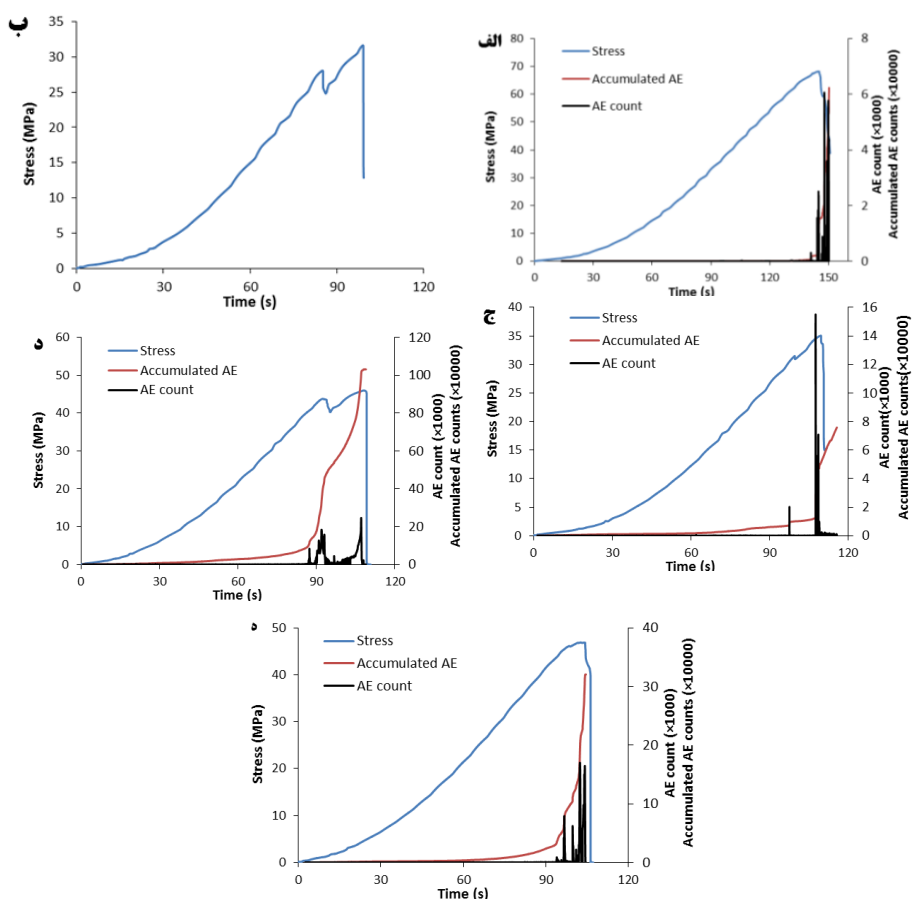 ب
35
30
25
20
15
10
5
0
0 30 60 90 120
Stress (MPa)
Time (s)
الف
Stress
Accumulated AE
AE count
80
70
60
50
40
30
20
10
0
0 30 60 90 120 150
8
6
4
2
0
Stress (MPa)
Time (s)
AE count (×1000)
Accumulated AE counts (×10000)
ه
Stress
Accumulated AE
AE count
60
50
40
30
20
10
0
0 30 60 90 120
120
100
80
60
40
20
0
Stress (MPa)
Time (s)
AE count (×1000)
Accumulated AE counts (×10000)
ج
Stress
Accumulated AE
AE count
40
35
30
25
20
15
10
5
0
0 30 60 90 120
16
14
12
10
8
6
4
2
0
Stress (MPa)
Time (s)
AE count(×1000)
Accumulated AE counts(×10000)
Stress
Accumulated AE
AE count
50
40
30
20
10
0
0 30 60 90 120
40
30
20
10
0
Stress (MPa)
Time (s)
AE count (×1000)
Accumulated AE counts (×10000)